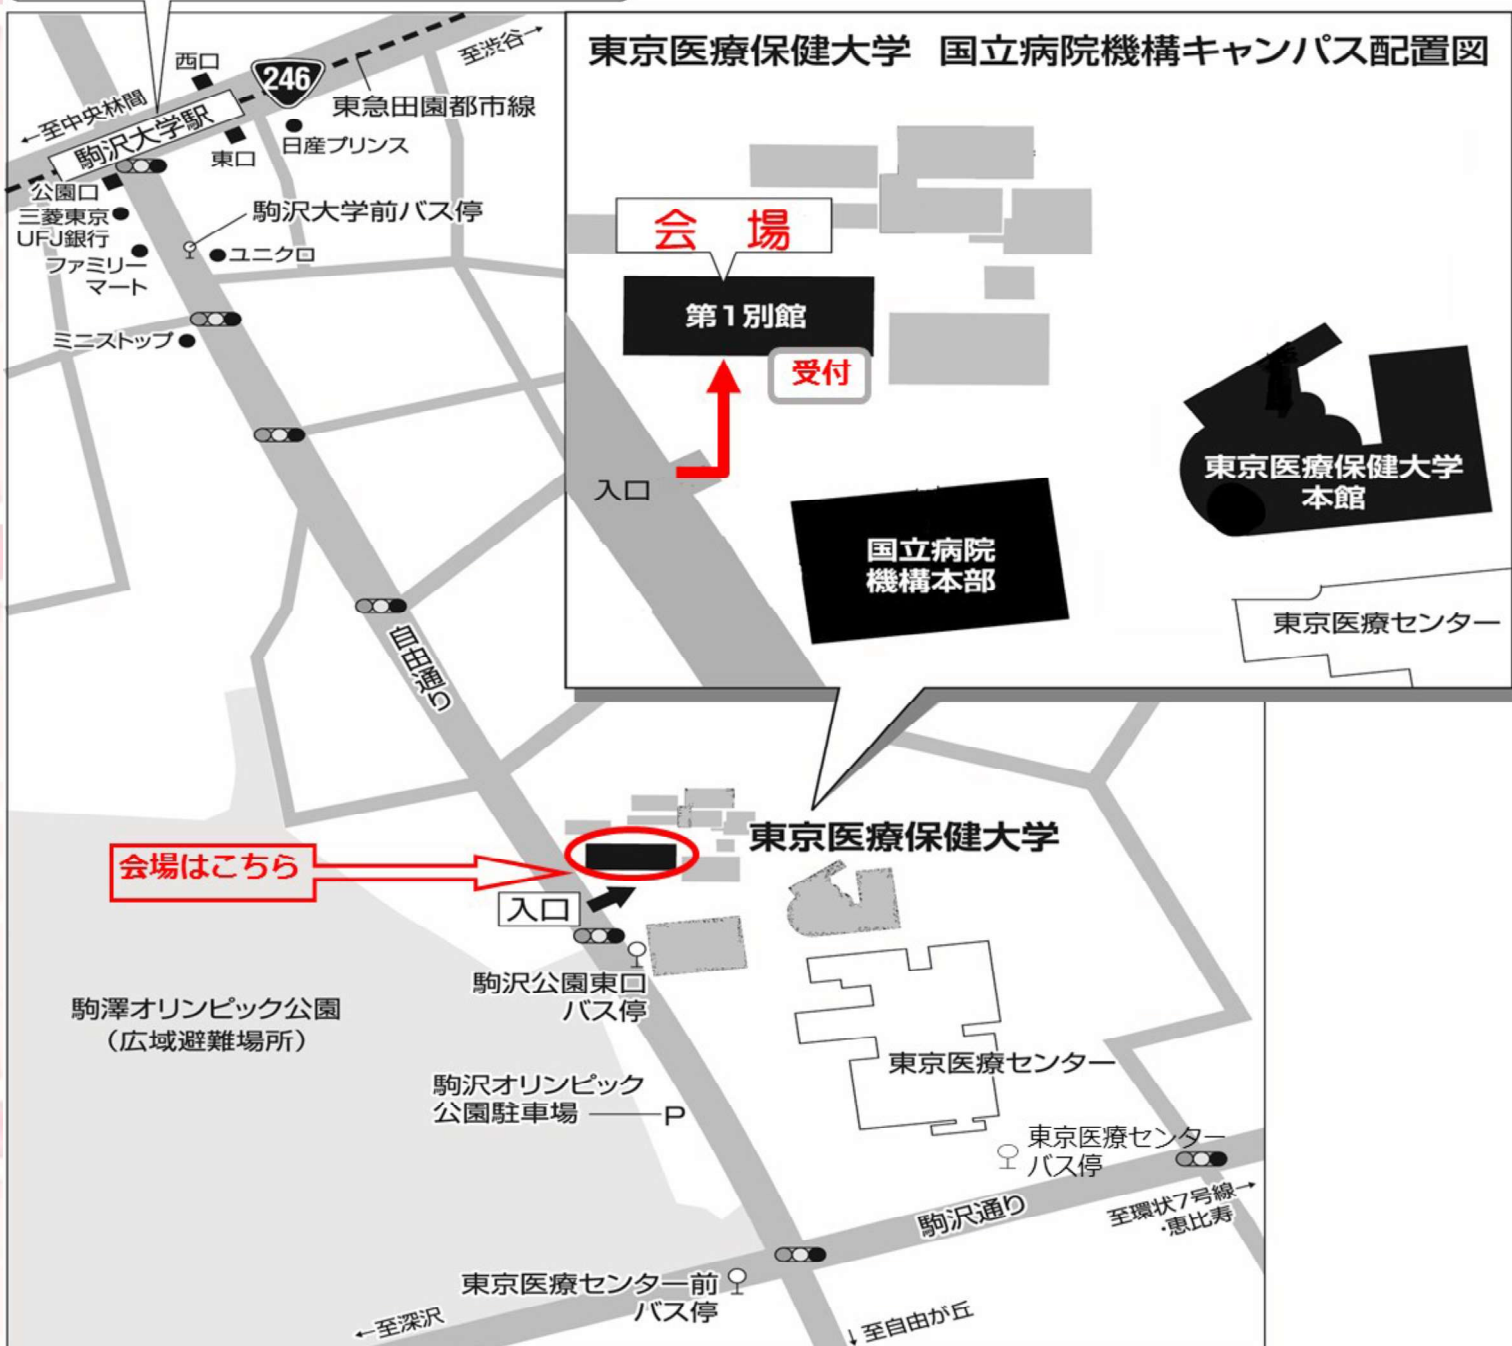 東京医療保健大学 国立病院機構キャンパス配置図
西口
246
至渋谷→
東急田園都市線
←至中央林間
駒沢大学駅
東口
日産プリンス
公園口
三菱東京
UFJ銀行
駒沢大学前バス停
ファミリー
マート
ユニクロ
ミニストップ
会 場
第1別館
受付
入口
東京医療保健大学
本館
国立病院
機構本部
東京医療センター
自由通り
東京医療保健大学
会場はこちら
入口
駒沢公園東口
バス停
駒澤オリンピック公園
（広域避難場所）
東京医療センター
駒沢オリンピック
公園駐車場
P
東京医療センター
バス停
駒沢通り
至環状7号線→
・恵比寿
東京医療センター前
バス停
←至深沢
↓至自由が丘